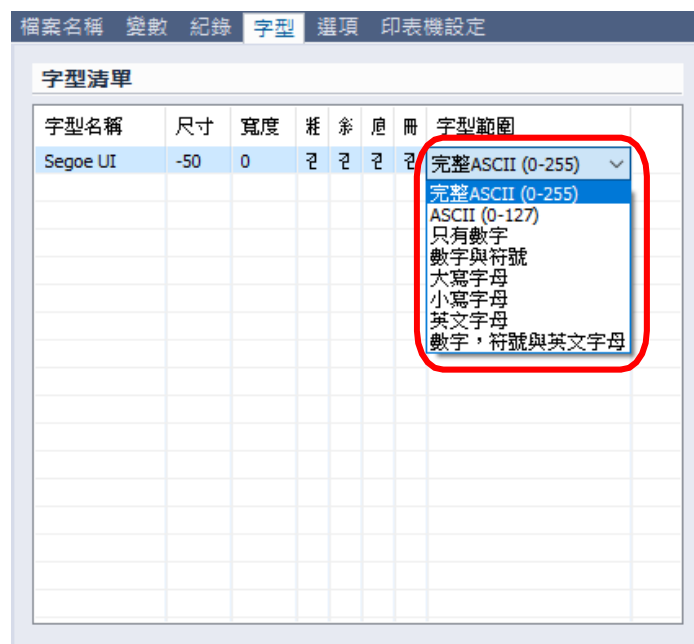 檔案名稱 變數 紀錄 字型 選項 印表機設定
字型清單
字型名稱 尺寸 寬度 字型範圍
Segoe UI -50 0 完整ASCII (0-255)
完整ASCII (0-255)
ASCII (0-127)
只有數字
數字與符號
大寫字母
小寫字母
英文字母
數字，符號與英文字母